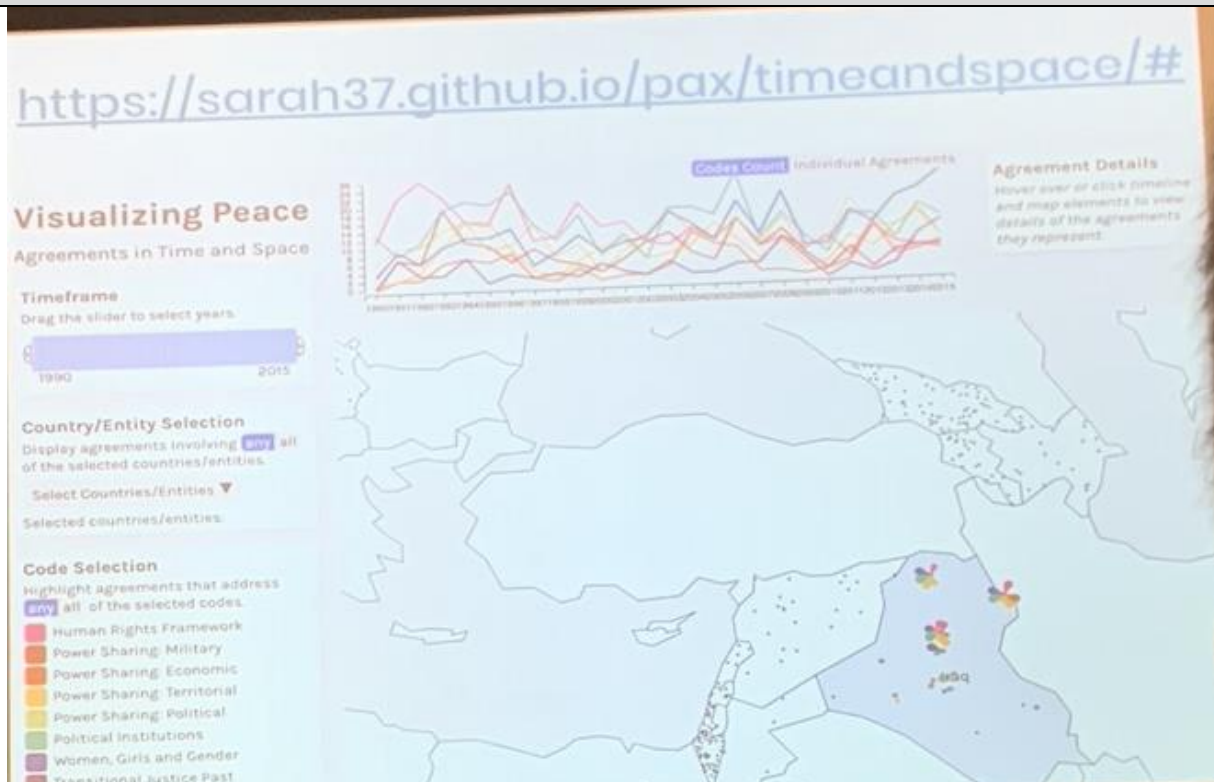 https://sarah37.github.io/pax/timeandspace/#
Codes Count Individual Agreements
Agreement Details
Hover over or click timeline
and map elements to view
details of the agreements
they represent.
Visualizing Peace
Agreements in Time and Space
Timeframe
Drag the slider to select years.
1990 2015
Country/Entity Selection
Display agreements involving any all
of the selected countries/entities.
Select Countries/Entities ▼
Selected countries/entities:
Code Selection
Highlight agreements that address
any all of the selected codes.
Human Rights Framework
Power Sharing: Military
Power Sharing: Economic
Power Sharing: Territorial
Power Sharing: Political
Political Institutions
Women, Girls and Gender
Transitional Justice Past